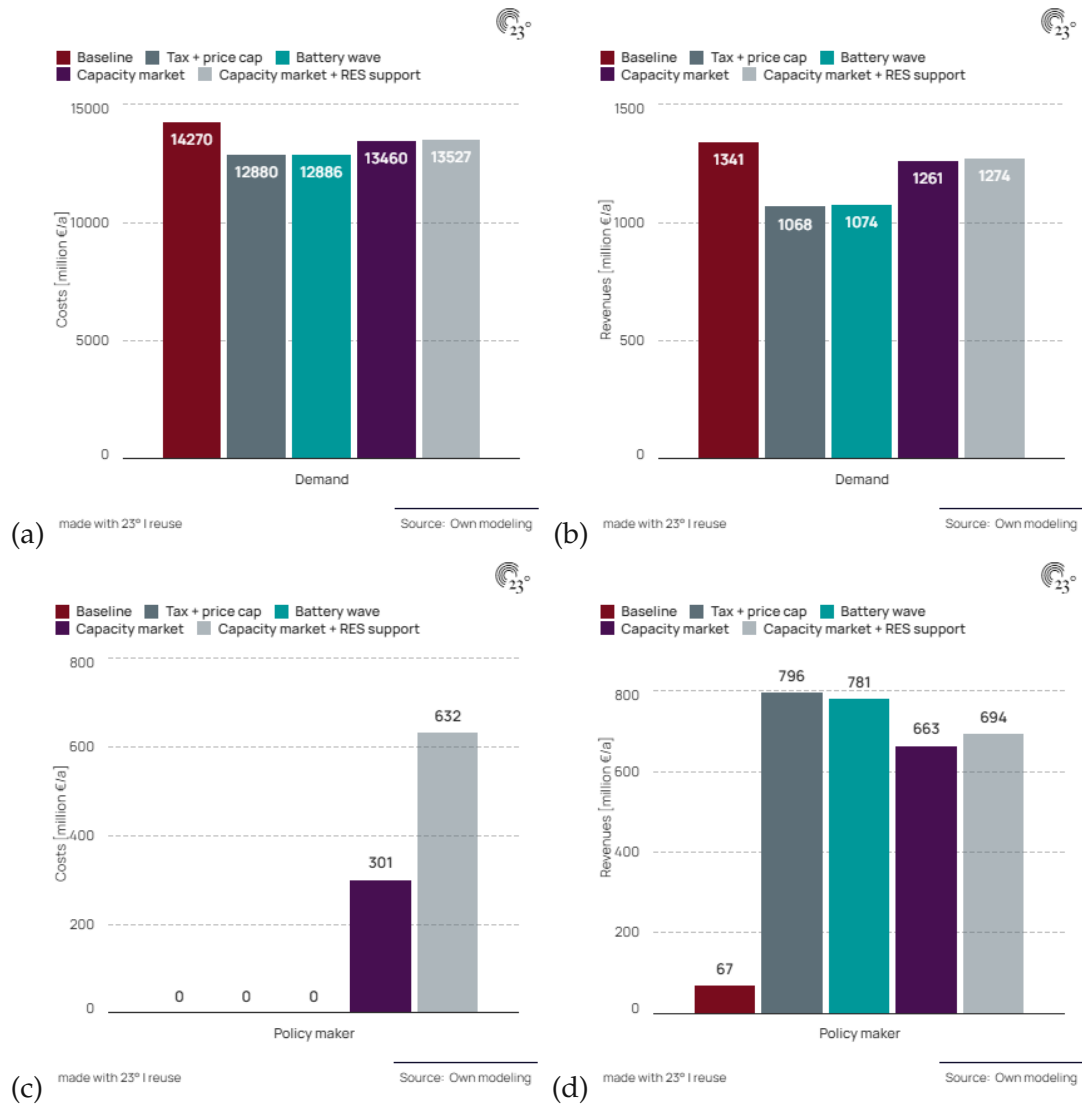 23°
Baseline Tax + price cap Battery wave
Capacity market Capacity market + RES support
15000
10000
5000
0
Costs [million €/a]
14270
12880
12886
13460
13527
Demand
(a) made with 23° | reuse Source: Own modeling
23°
Baseline Tax + price cap Battery wave
Capacity market Capacity market + RES support
1500
1000
500
0
Revenues [million €/a]
1341
1068
1074
1261
1274
Demand
(b) Source: Own modeling
made with 23° | reuse
23°
Baseline Tax + price cap Battery wave
Capacity market Capacity market + RES support
800
600
400
200
0
Costs [million €/a]
0
0
0
301
632
Policy maker
(c) made with 23° | reuse Source: Own modeling
23°
Baseline Tax + price cap Battery wave
Capacity market Capacity market + RES support
800
600
400
200
0
Revenues [million €/a]
67
796
781
663
694
Policy maker
(d) made with 23° | reuse Source: Own modeling